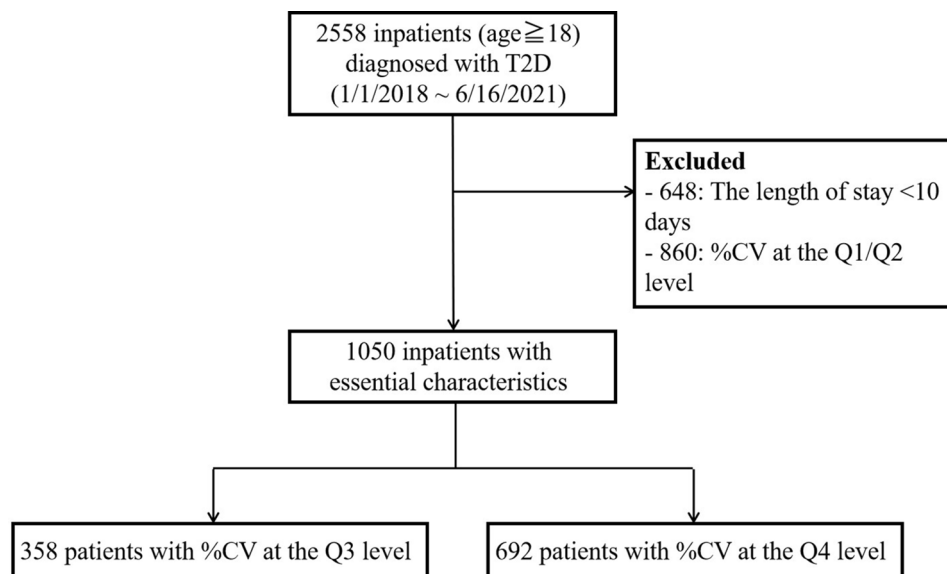 2558 inpatients (age≧18)
diagnosed with T2D
(1/1/2018 ~ 6/16/2021)
Excluded
- 648: The length of stay <10
days
- 860: %CV at the Q1/Q2
level
1050 inpatients with
essential characteristics
358 patients with %CV at the Q3 level
692 patients with %CV at the Q4 level